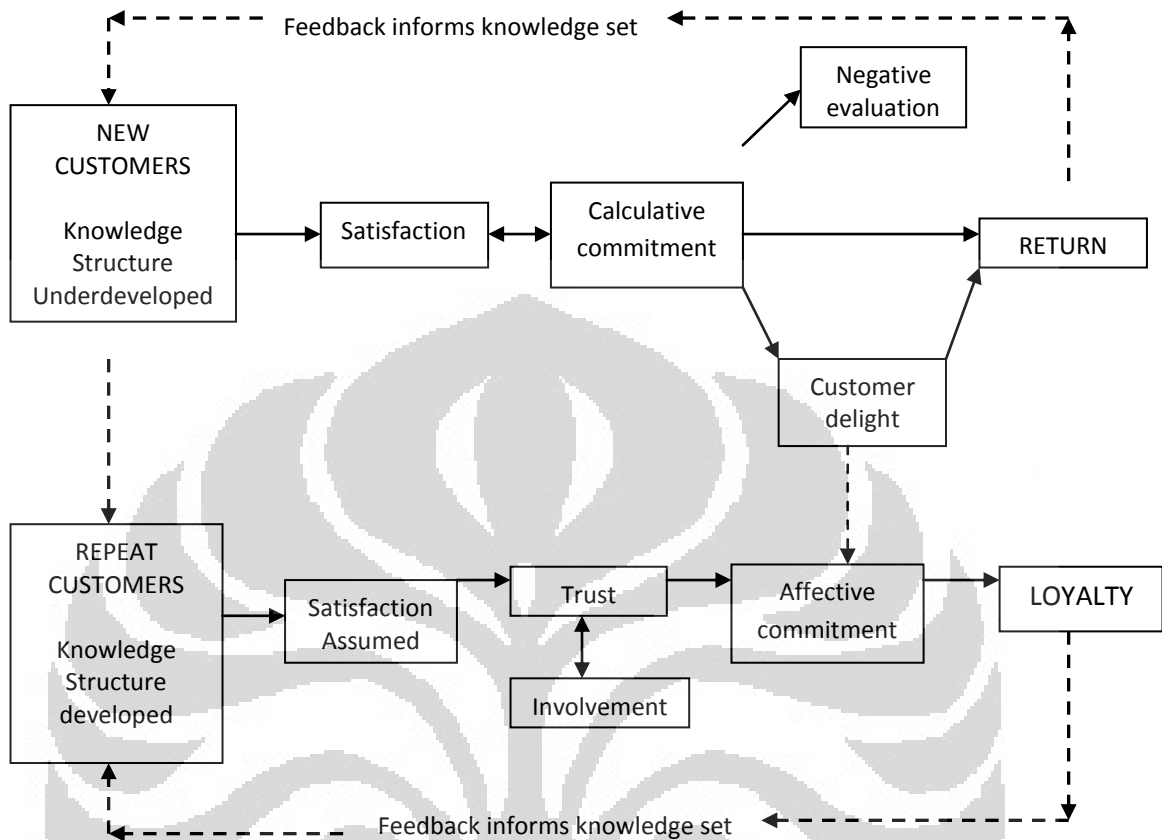 Feedback informs knowledge set
Negative
evaluation
NEW
CUSTOMERS
Knowledge
Structure
Underdeveloped
Satisfaction
Calculative
commitment
RETURN
Customer
delight
REPEAT
CUSTOMERS
Knowledge
Structure
developed
Satisfaction
Assumed
Trust
Involvement
Affective
commitment
LOYALTY
Feedback informs knowledge set